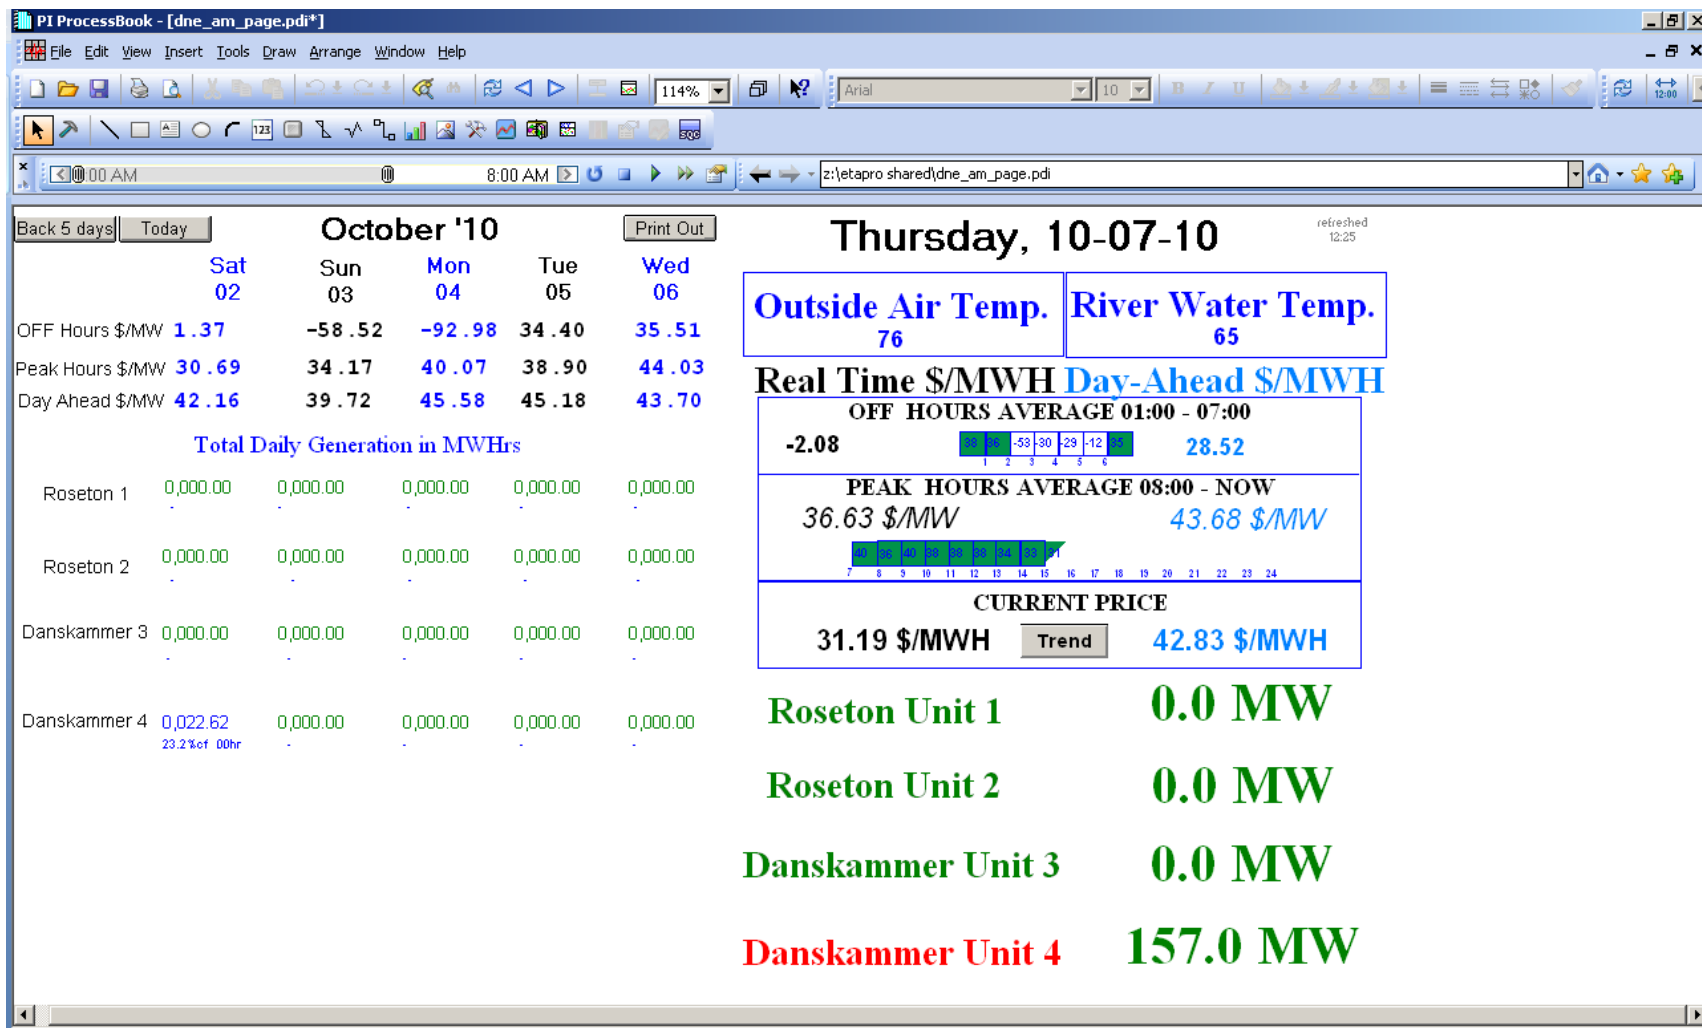 PI ProcessBook - [dne_am_page.pdi*]
File Edit View Insert Tools Draw Arrange Window Help
114%
Arial 10 B I U
12:00
123
SQC
:00 AM 8:00 AM z:\etapro shared\dne_am_page.pdi
Back 5 days Today October '10 Print Out
Sat Sun Mon Tue Wed
02 03 04 05 06
OFF Hours $/MW 1.37 -58.52 -92.98 34.40 35.51
Peak Hours $/MW 30.69 34.17 40.07 38.90 44.03
Day Ahead $/MW 42.16 39.72 45.58 45.18 43.70
Total Daily Generation in MWHrs
Roseton 1 0,000.00 0,000.00 0,000.00 0,000.00 0,000.00
Roseton 2 0,000.00 0,000.00 0,000.00 0,000.00 0,000.00
Danskammer 3 0,000.00 0,000.00 0,000.00 0,000.00 0,000.00
Danskammer 4 0,022.62 0,000.00 0,000.00 0,000.00 0,000.00
23.2%cf 00hr
Thursday, 10-07-10
refreshed
12:25
Outside Air Temp. River Water Temp.
76 65
Real Time $/MWH Day-Ahead $/MWH
OFF HOURS AVERAGE 01:00 - 07:00
-2.08 38 36 -53 -30 -29 -12 35 28.52
1 2 3 4 5 6
PEAK HOURS AVERAGE 08:00 - NOW
36.63 $/MW 43.68 $/MW
40 36 40 38 38 38 34 33 31
7 8 9 10 11 12 13 14 15 16 17 18 19 20 21 22 23 24
CURRENT PRICE
31.19 $/MWH Trend 42.83 $/MWH
Roseton Unit 1 0.0 MW
Roseton Unit 2 0.0 MW
Danskammer Unit 3 0.0 MW
Danskammer Unit 4 157.0 MW